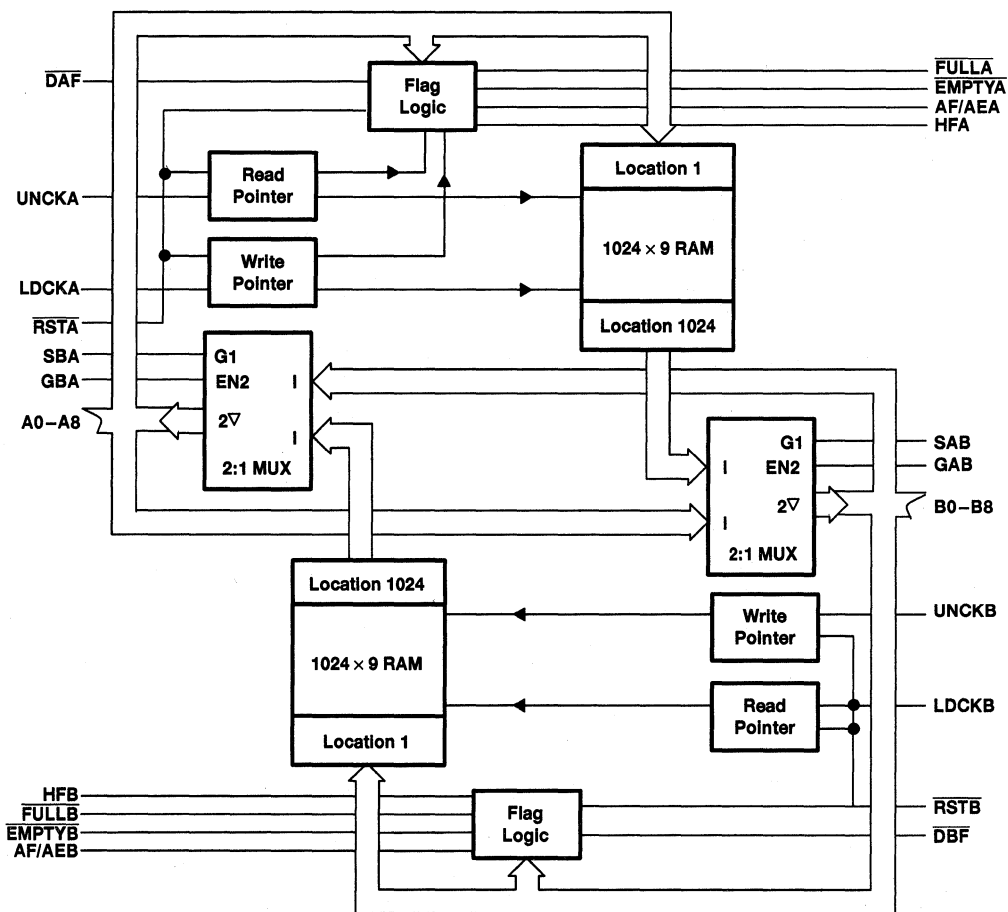 DAF
Flag
Logic
FULLA
EMPTYA
AF/AEA
HFA
Location 1
Read
Pointer
UNCKA
1024 × 9 RAM
Write
Pointer
LDCKA
RSTA
Location 1024
SBA
G1
GBA
EN2
I
A0–A8
2▽
I
2:1 MUX
G1
SAB
I
EN2
GAB
2▽
B0–B8
I
2:1 MUX
Location 1024
Write
Pointer
UNCKB
1024 × 9 RAM
Read
Pointer
LDCKB
Location 1
HFB
FULLB
EMPTYB
AF/AEB
Flag
Logic
RSTB
DBF